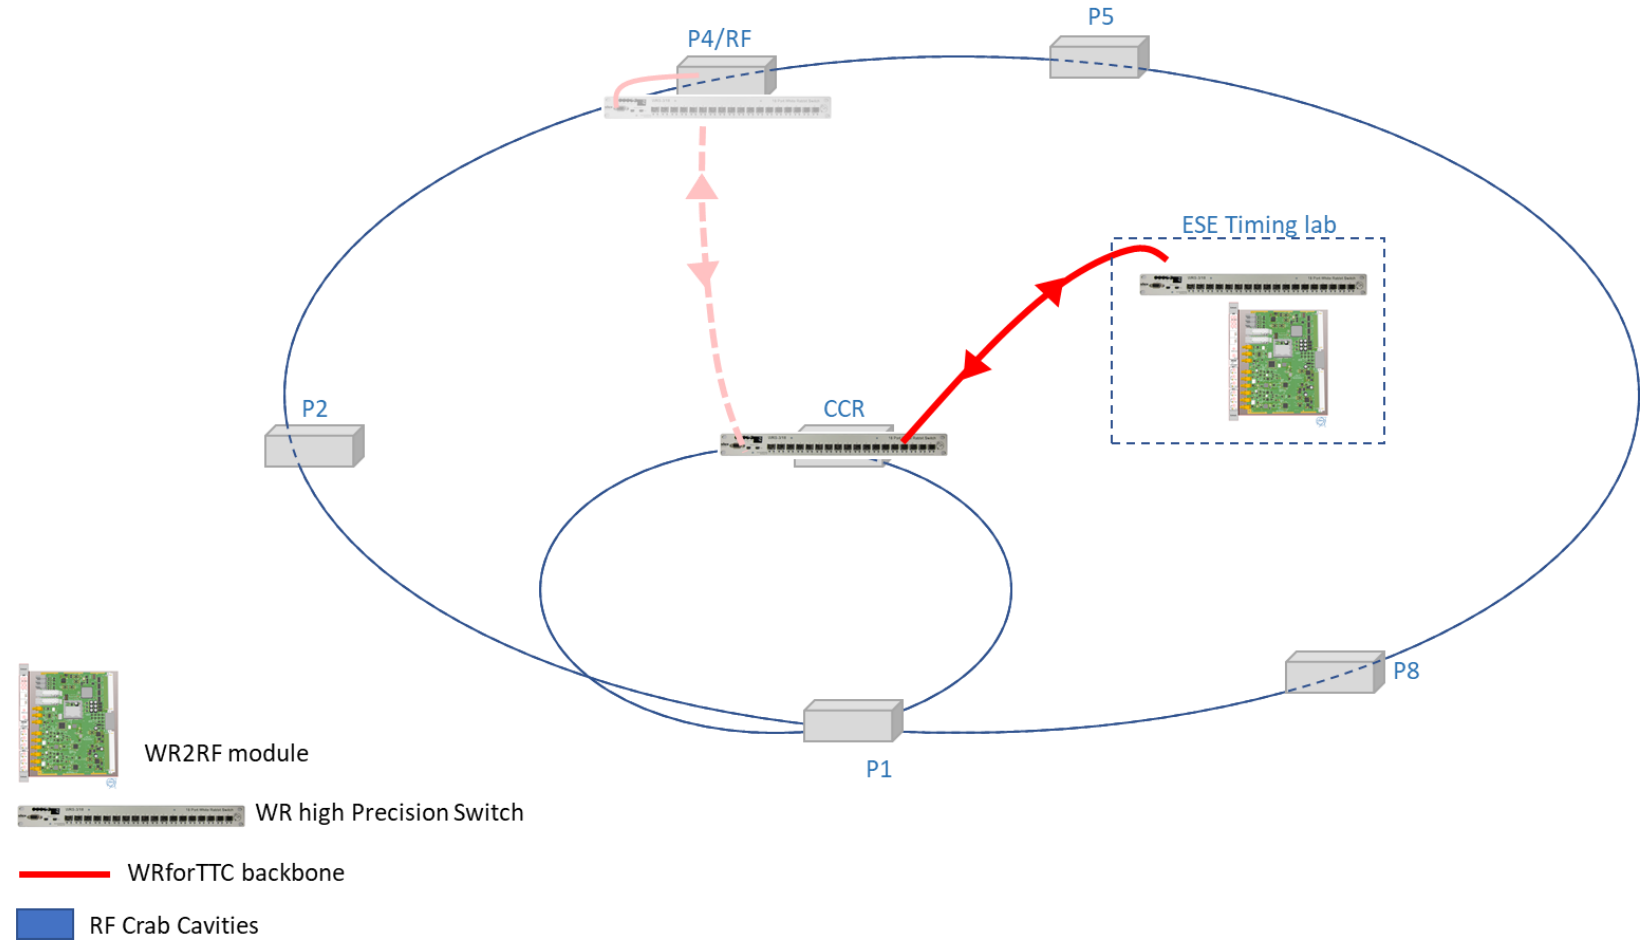 P5
P4/RF
ESE Timing lab
P2
CCR
P8
P1
WR2RF module
WR high Precision Switch
WRforTTC backbone
RF Crab Cavities